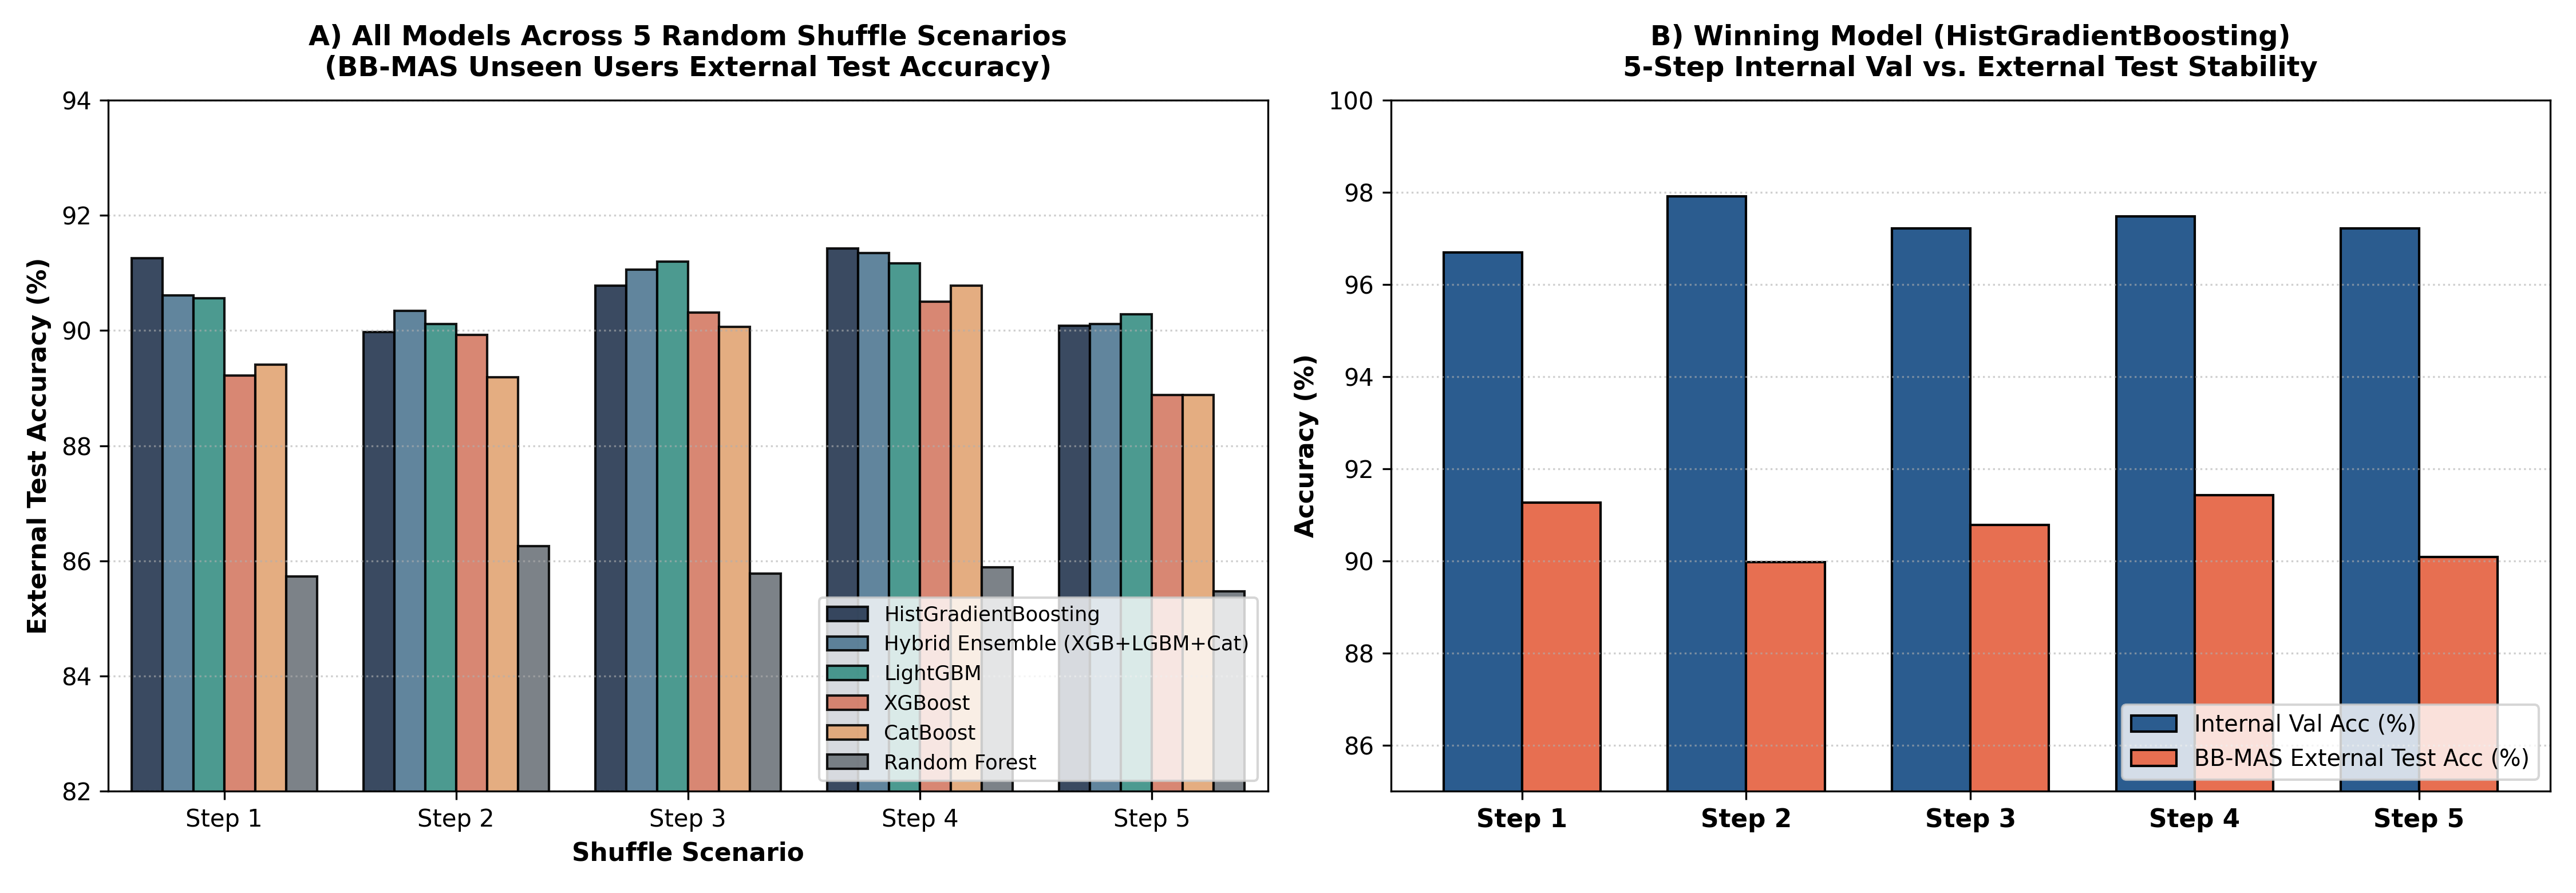 A) All Models Across 5 Random Shuffle Scenarios
(BB-MAS Unseen Users External Test Accuracy)
External Test Accuracy (%)
94
92
90
88
86
84
82
Step 1
Step 2
Step 3
Step 4
Step 5
Shuffle Scenario
HistGradientBoosting
Hybrid Ensemble (XGB+LGBM+Cat)
LightGBM
XGBoost
CatBoost
Random Forest
B) Winning Model (HistGradientBoosting)
5-Step Internal Val vs. External Test Stability
Accuracy (%)
100
98
96
94
92
90
88
86
Step 1
Step 2
Step 3
Step 4
Step 5
Internal Val Acc (%)
BB-MAS External Test Acc (%)